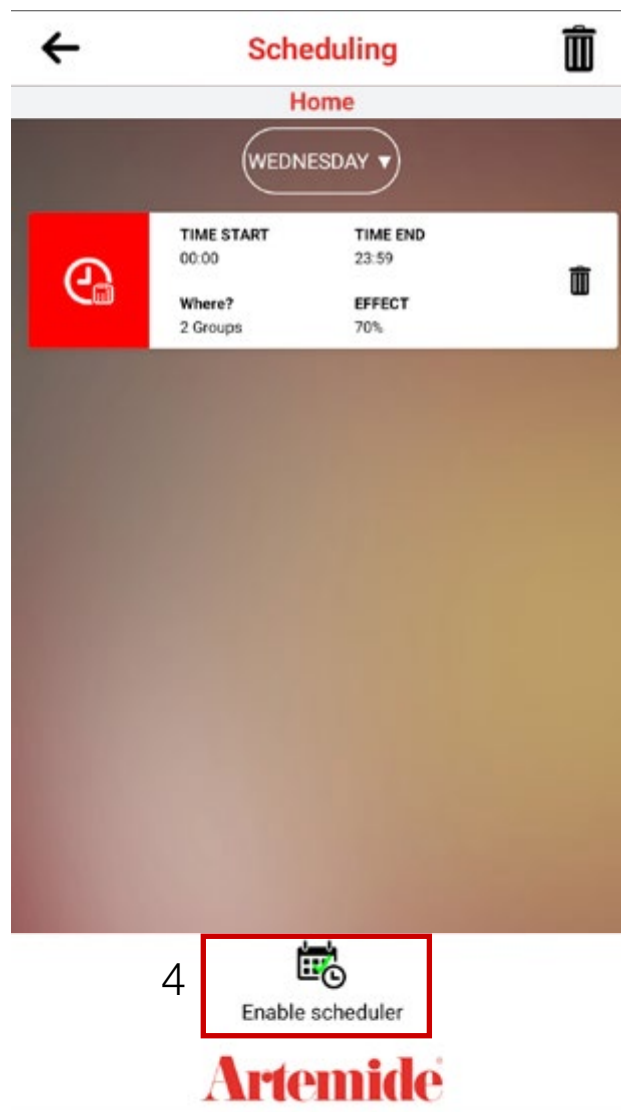 Scheduling
Home
WEDNESDAY ▼
TIME START TIME END
00:00 23:59
Where? EFFECT
2 Groups 70%
4
Enable scheduler
Artemide